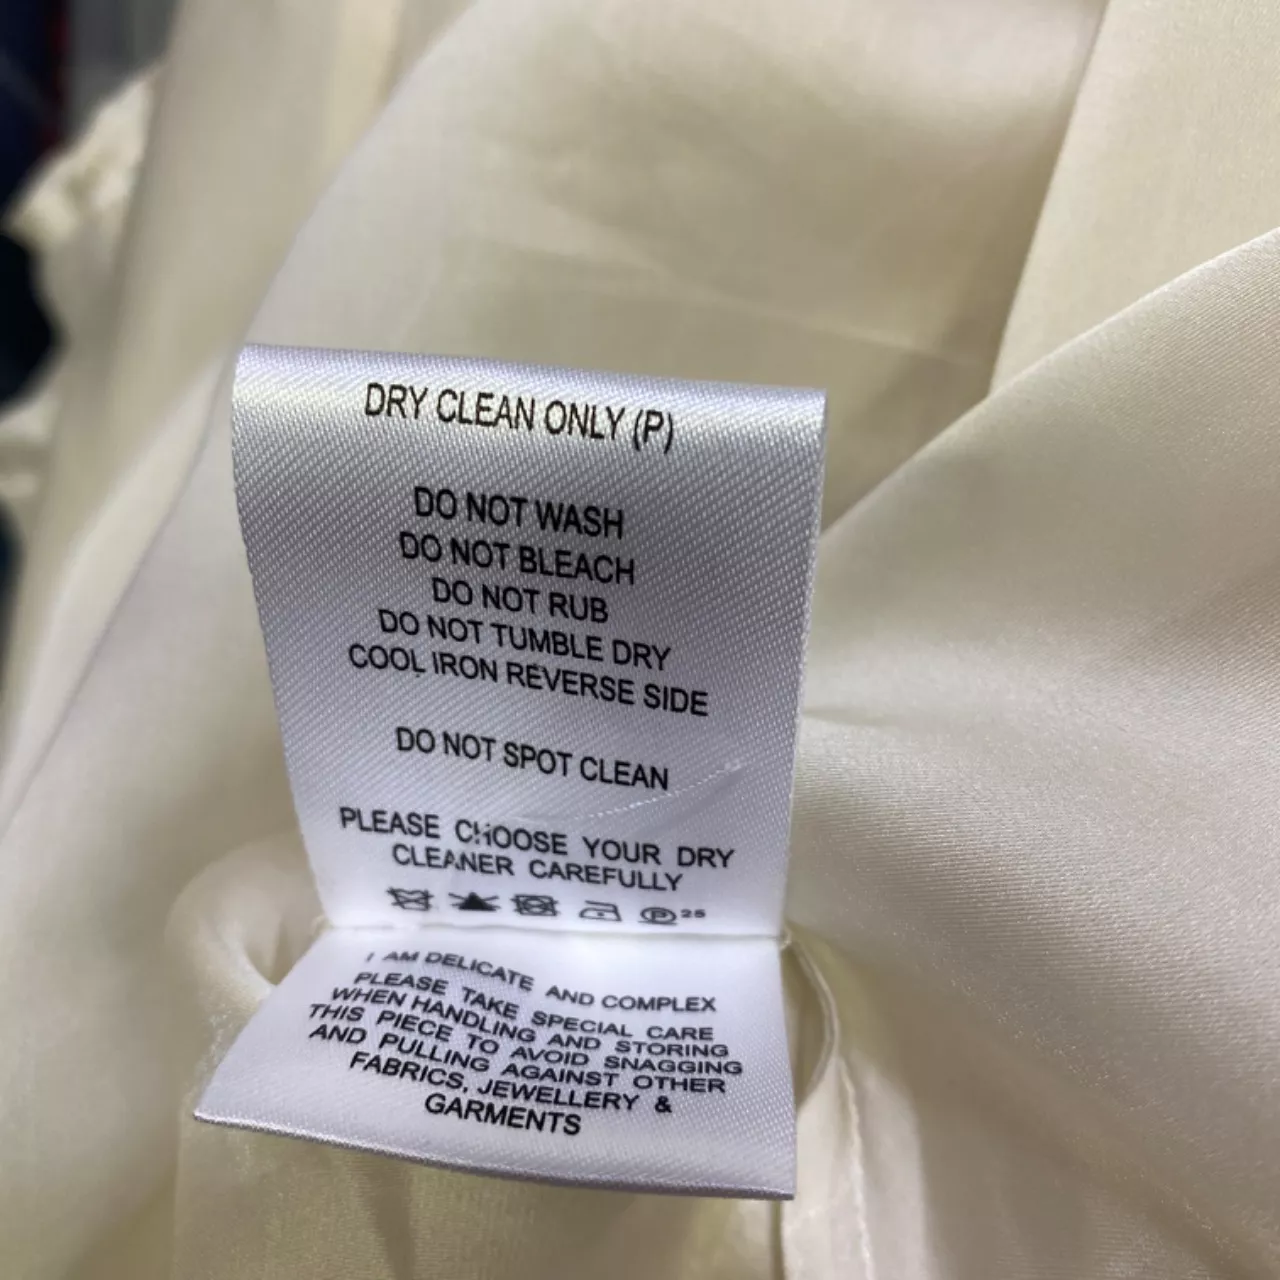 DRY CLEAN ONLY (P)
DO NOT WASH
DO NOT BLEACH
DO NOT RUB
DO NOT TUMBLE DRY
COOL IRON REVERSE SIDE
DO NOT SPOT CLEAN
PLEASE CHOOSE YOUR DRY
CLEANER CAREFULLY
P 25
I AM DELICATE AND COMPLEX
PLEASE TAKE SPECIAL CARE
WHEN HANDLING AND STORING
THIS PIECE TO AVOID SNAGGING
AND PULLING AGAINST OTHER
FABRICS, JEWELLERY &
GARMENTS